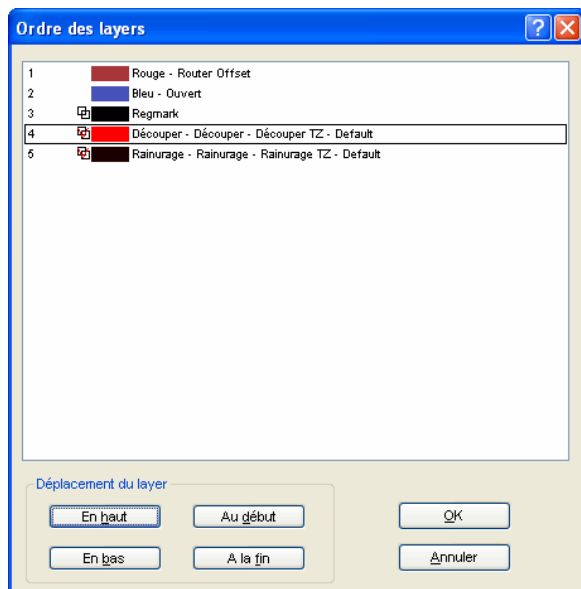 Ordre des layers
1 Rouge - Router Offset
2 Bleu - Ouvert
3 Regmark
4 Découper - Découper - Découper TZ - Default
5 Rainurage - Rainurage - Rainurage TZ - Default
Déplacement du layer
En haut Au début OK
En bas A la fin Annuler